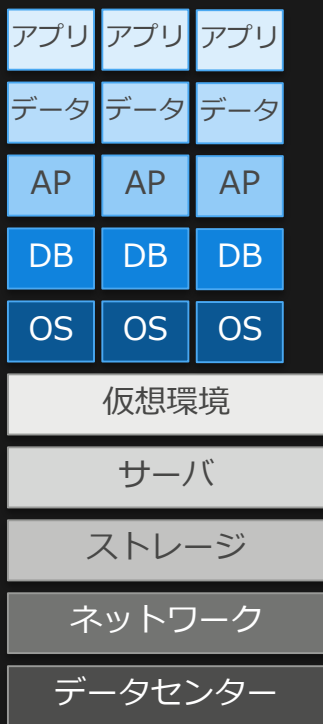 アプリ アプリ アプリ
データ データ データ
AP AP AP
DB DB DB
OS OS OS
仮想環境
サーバ
ストレージ
ネットワーク
データセンター